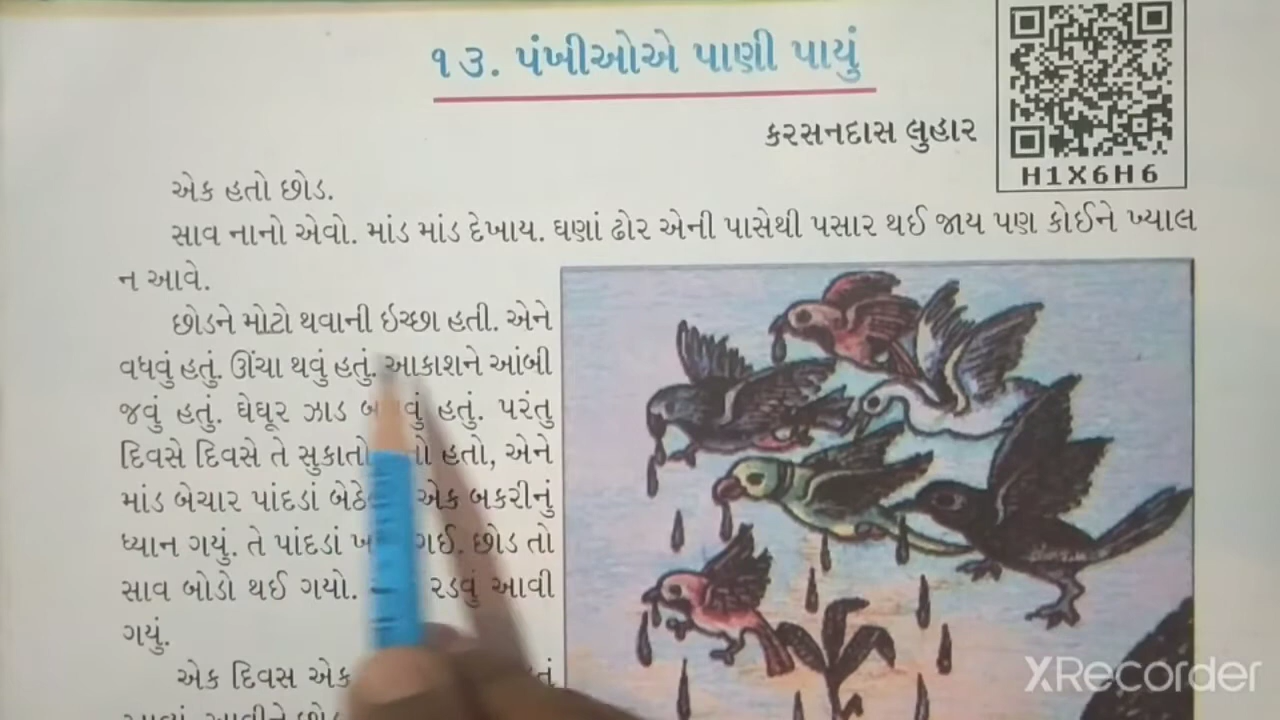 ૧૩. પંખીઓએ પાણી પાયું
કરસનદાસ લુહાર
H1X6H6
એક હતો છોડ.
સાવ નાનો એવો. માંડ માંડ દેખાય. ઘણાં ઢોર એની પાસેથી પસાર થઈ જાય પણ કોઈને ખ્યાલ
ન આવે.
છોડને મોટો થવાની ઇચ્છા હતી. એને
વધવું હતું. ઊંચા થવું હતું. આકાશને આંબી
જવું હતું. ઘેઘૂર ઝાડ હતું. પરંતુ
દિવસે દિવસે તે સુકાતો હતો, એને
માંડ બેચાર પાંદડાં એક બકરીનું
ધ્યાન ગયું. તે પાંદડાં ગઈ. છોડ તો
સાવ બોડો થઈ ગયો. રડવું આવી
ગયું.
એક દિવસ એક
XRecorder